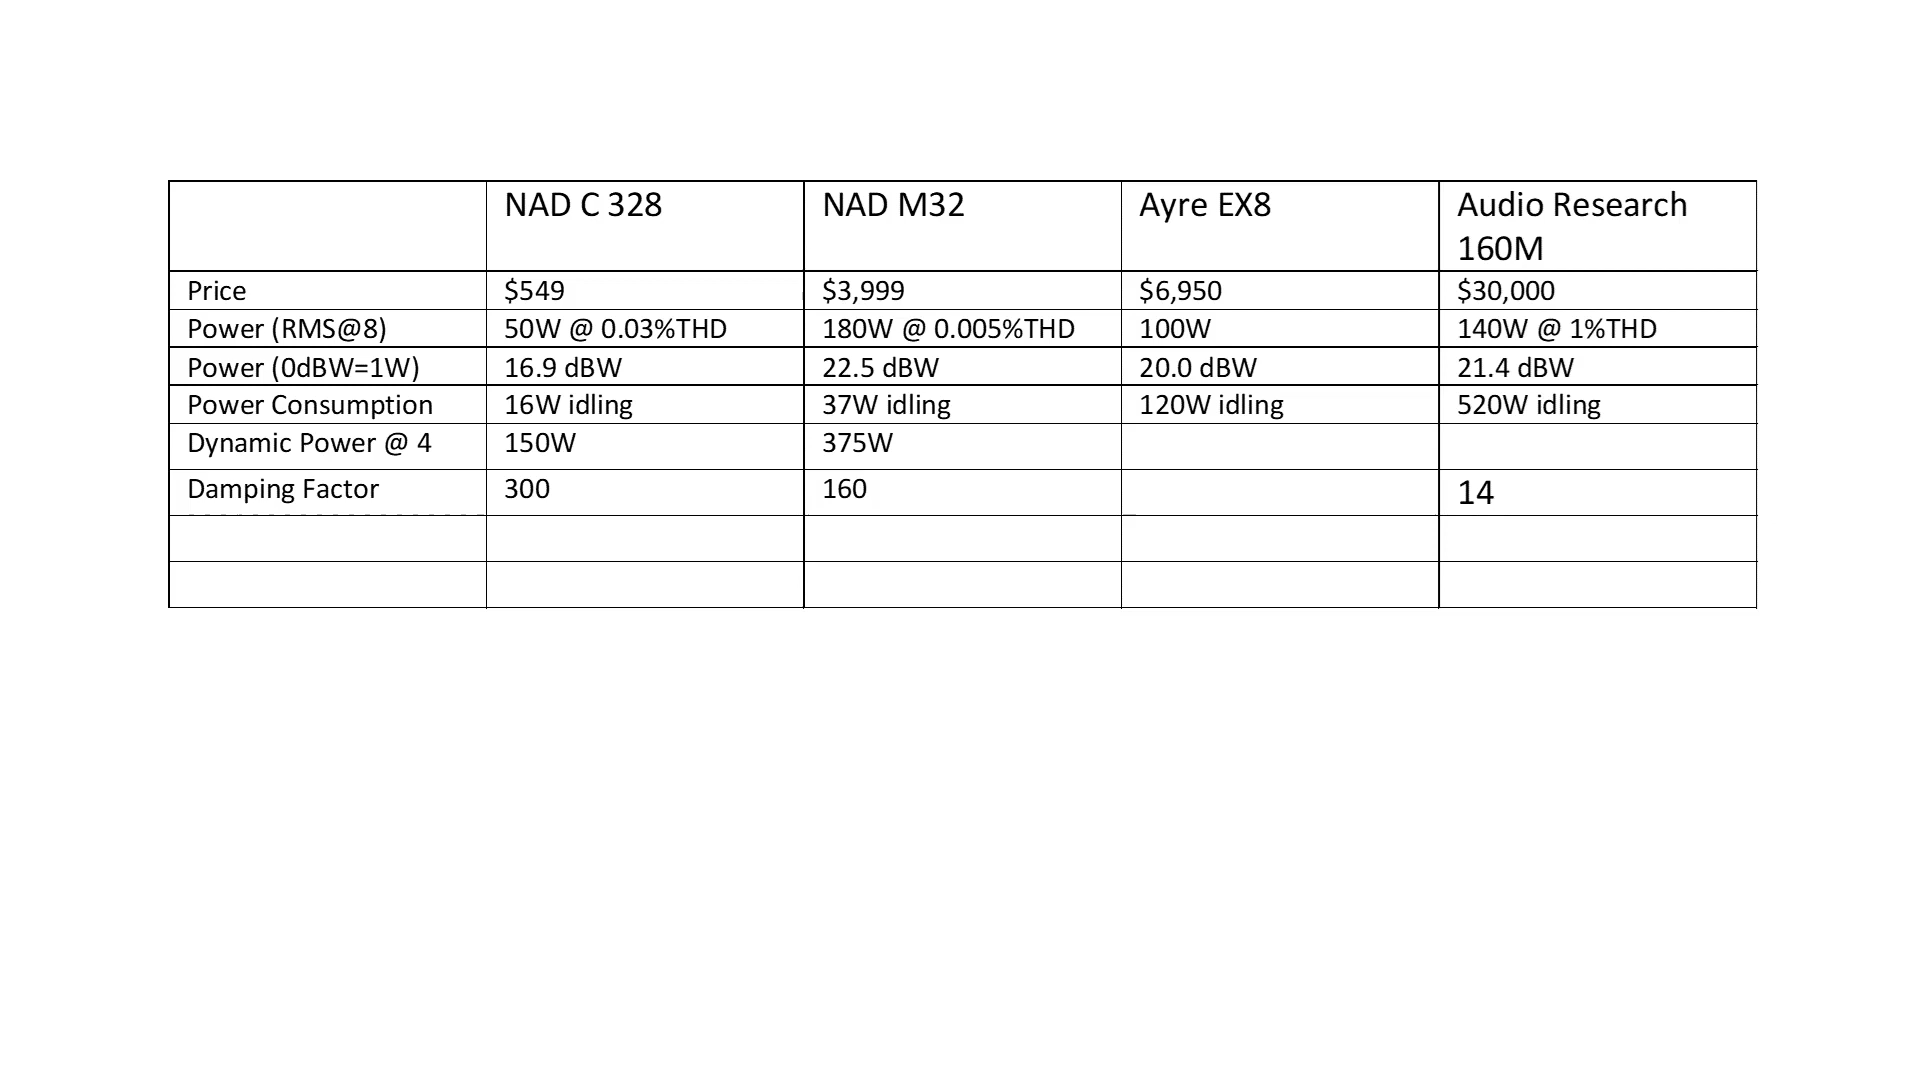 NAD C 328 NAD M32 Ayre EX8 Audio Research
160M
Price $549 $3,999 $6,950 $30,000
Power (RMS@8) 50W @ 0.03%THD 180W @ 0.005%THD 100W 140W @ 1%THD
Power (0dBW=1W) 16.9 dBW 22.5 dBW 20.0 dBW 21.4 dBW
Power Consumption 16W idling 37W idling 120W idling 520W idling
Dynamic Power @ 4 150W 375W
Damping Factor 300 160 14